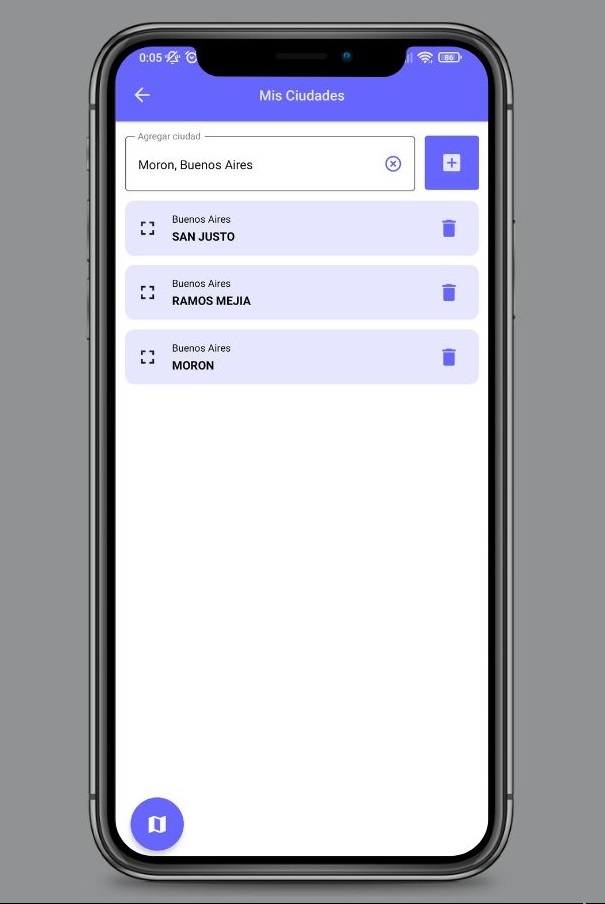 0:05
86
Mis Ciudades
Agregar ciudad
Moron, Buenos Aires
Buenos Aires
SAN JUSTO
Buenos Aires
RAMOS MEJIA
Buenos Aires
MORON